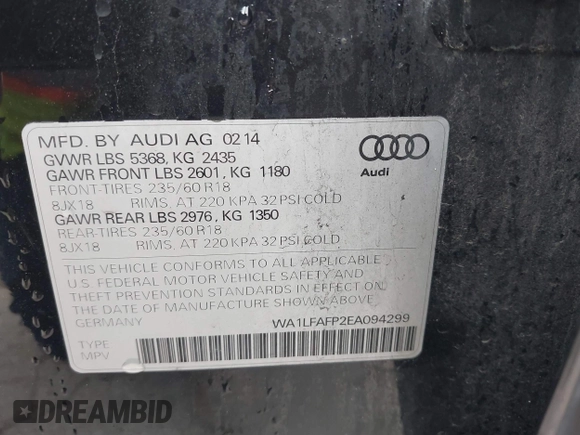 MFD. BY AUDI AG 02 14
GVWR LBS 5368, KG 2435
GAWR FRONT LBS 2601, KG 1180
FRONT-TIRES 235/60 R18
8JX18 RIMS, AT 220 KPA 32 PSI COLD
GAWR REAR LBS 2976, KG 1350
REAR-TIRES 235/60 R18
8JX18 RIMS, AT 220 KPA 32 PSI COLD
Audi
THIS VEHICLE CONFORMS TO ALL APPLICABLE
U.S. FEDERAL MOTOR VEHICLE SAFETY AND
THEFT PREVENTION STANDARDS IN EFFECT ON
THE DATE OF MANUFACTURE SHOWN ABOVE.
GERMANY WA1LFAFP2EA094299
TYPE
MPV
DREAMBID